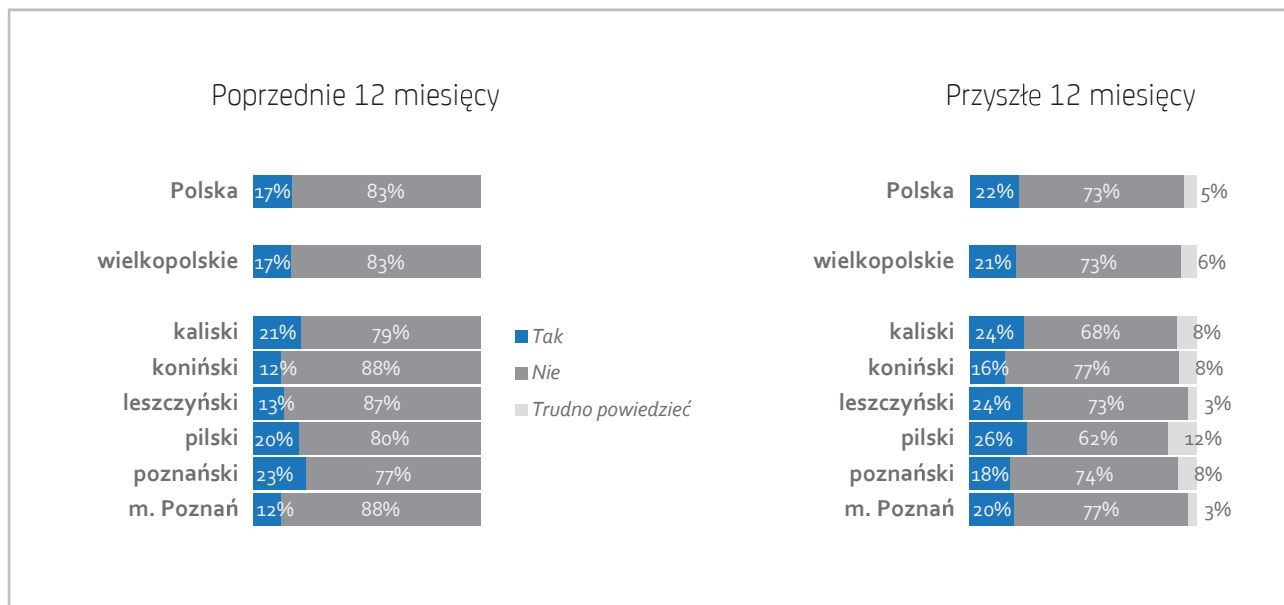 Poprzednie 12 miesięcy
Polska 17% 83%
wielkopolskie 17% 83%
kaliski 21% 79%
koniński 12% 88%
leszczyński 13% 87%
pilski 20% 80%
poznański 23% 77%
m. Poznań 12% 88%
Tak
Nie
Trudno powiedzieć
Przyszłe 12 miesięcy
Polska 22% 73% 5%
wielkopolskie 21% 73% 6%
kaliski 24% 68% 8%
koniński 16% 77% 8%
leszczyński 24% 73% 3%
pilski 26% 62% 12%
poznański 18% 74% 8%
m. Poznań 20% 77% 3%